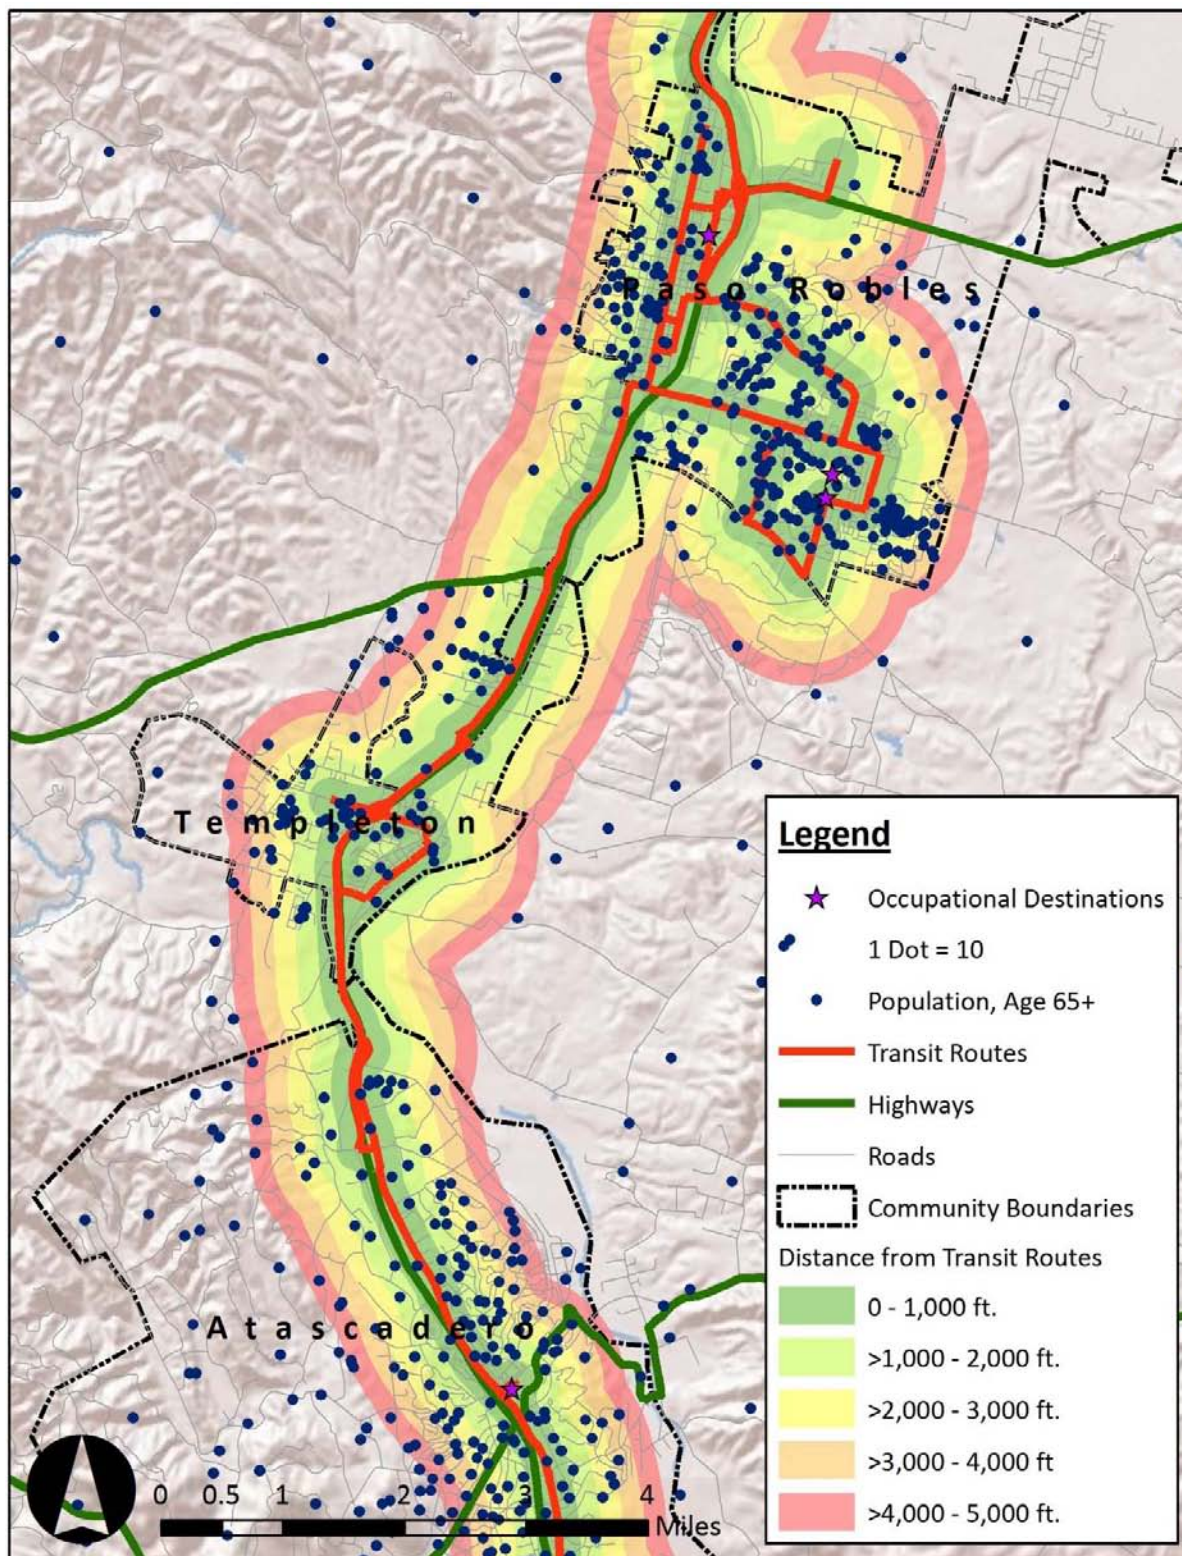 Paso Robles
Templeton
Atascadero
0 0.5 1 2 3 4
Miles
Legend
Occupational Destinations
1 Dot = 10
Population, Age 65+
Transit Routes
Highways
Roads
Community Boundaries
Distance from Transit Routes
0 - 1,000 ft.
>1,000 - 2,000 ft.
>2,000 - 3,000 ft.
>3,000 - 4,000 ft
>4,000 - 5,000 ft.